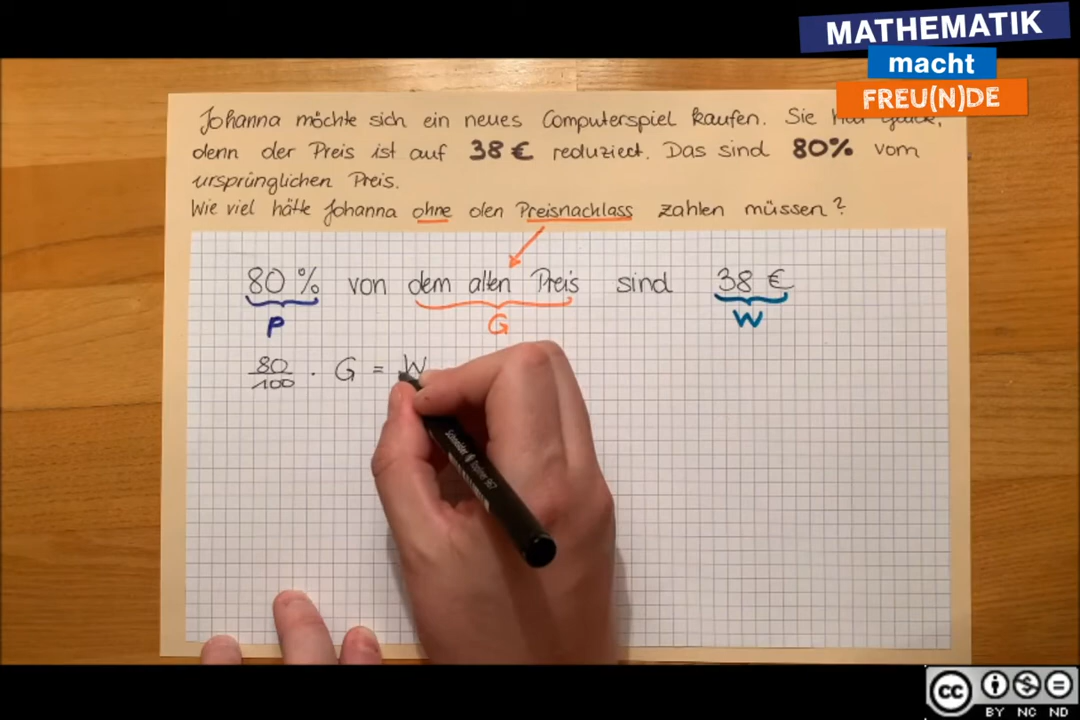 MATHEMATIK
macht
FREU(N)DE
Johanna möchte sich ein neues Computerspiel kaufen. Sie
denn der Preis ist auf 38 € reduziert. Das sind 80% vom
ursprünglichen Preis.
Wie viel hätte Johanna ohne den Preisnachlass zahlen müssen?
80 % von dem alten Preis sind 38 €
P G W
80/100 · G = W
Schneider
cc
BY NC ND